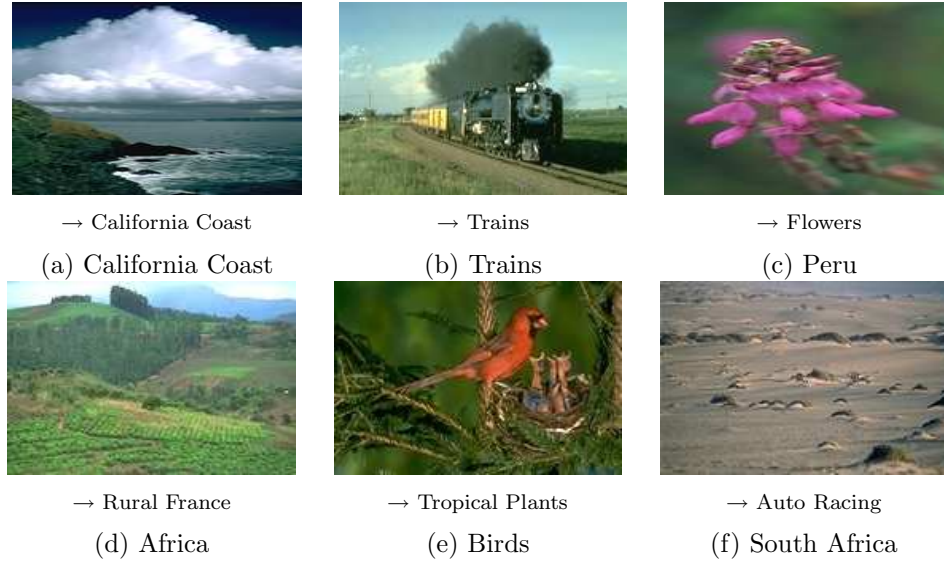 → California Coast
→ Trains
→ Flowers
(a) California Coast
(b) Trains
(c) Peru
→ Rural France
→ Tropical Plants
→ Auto Racing
(d) Africa
(e) Birds
(f) South Africa